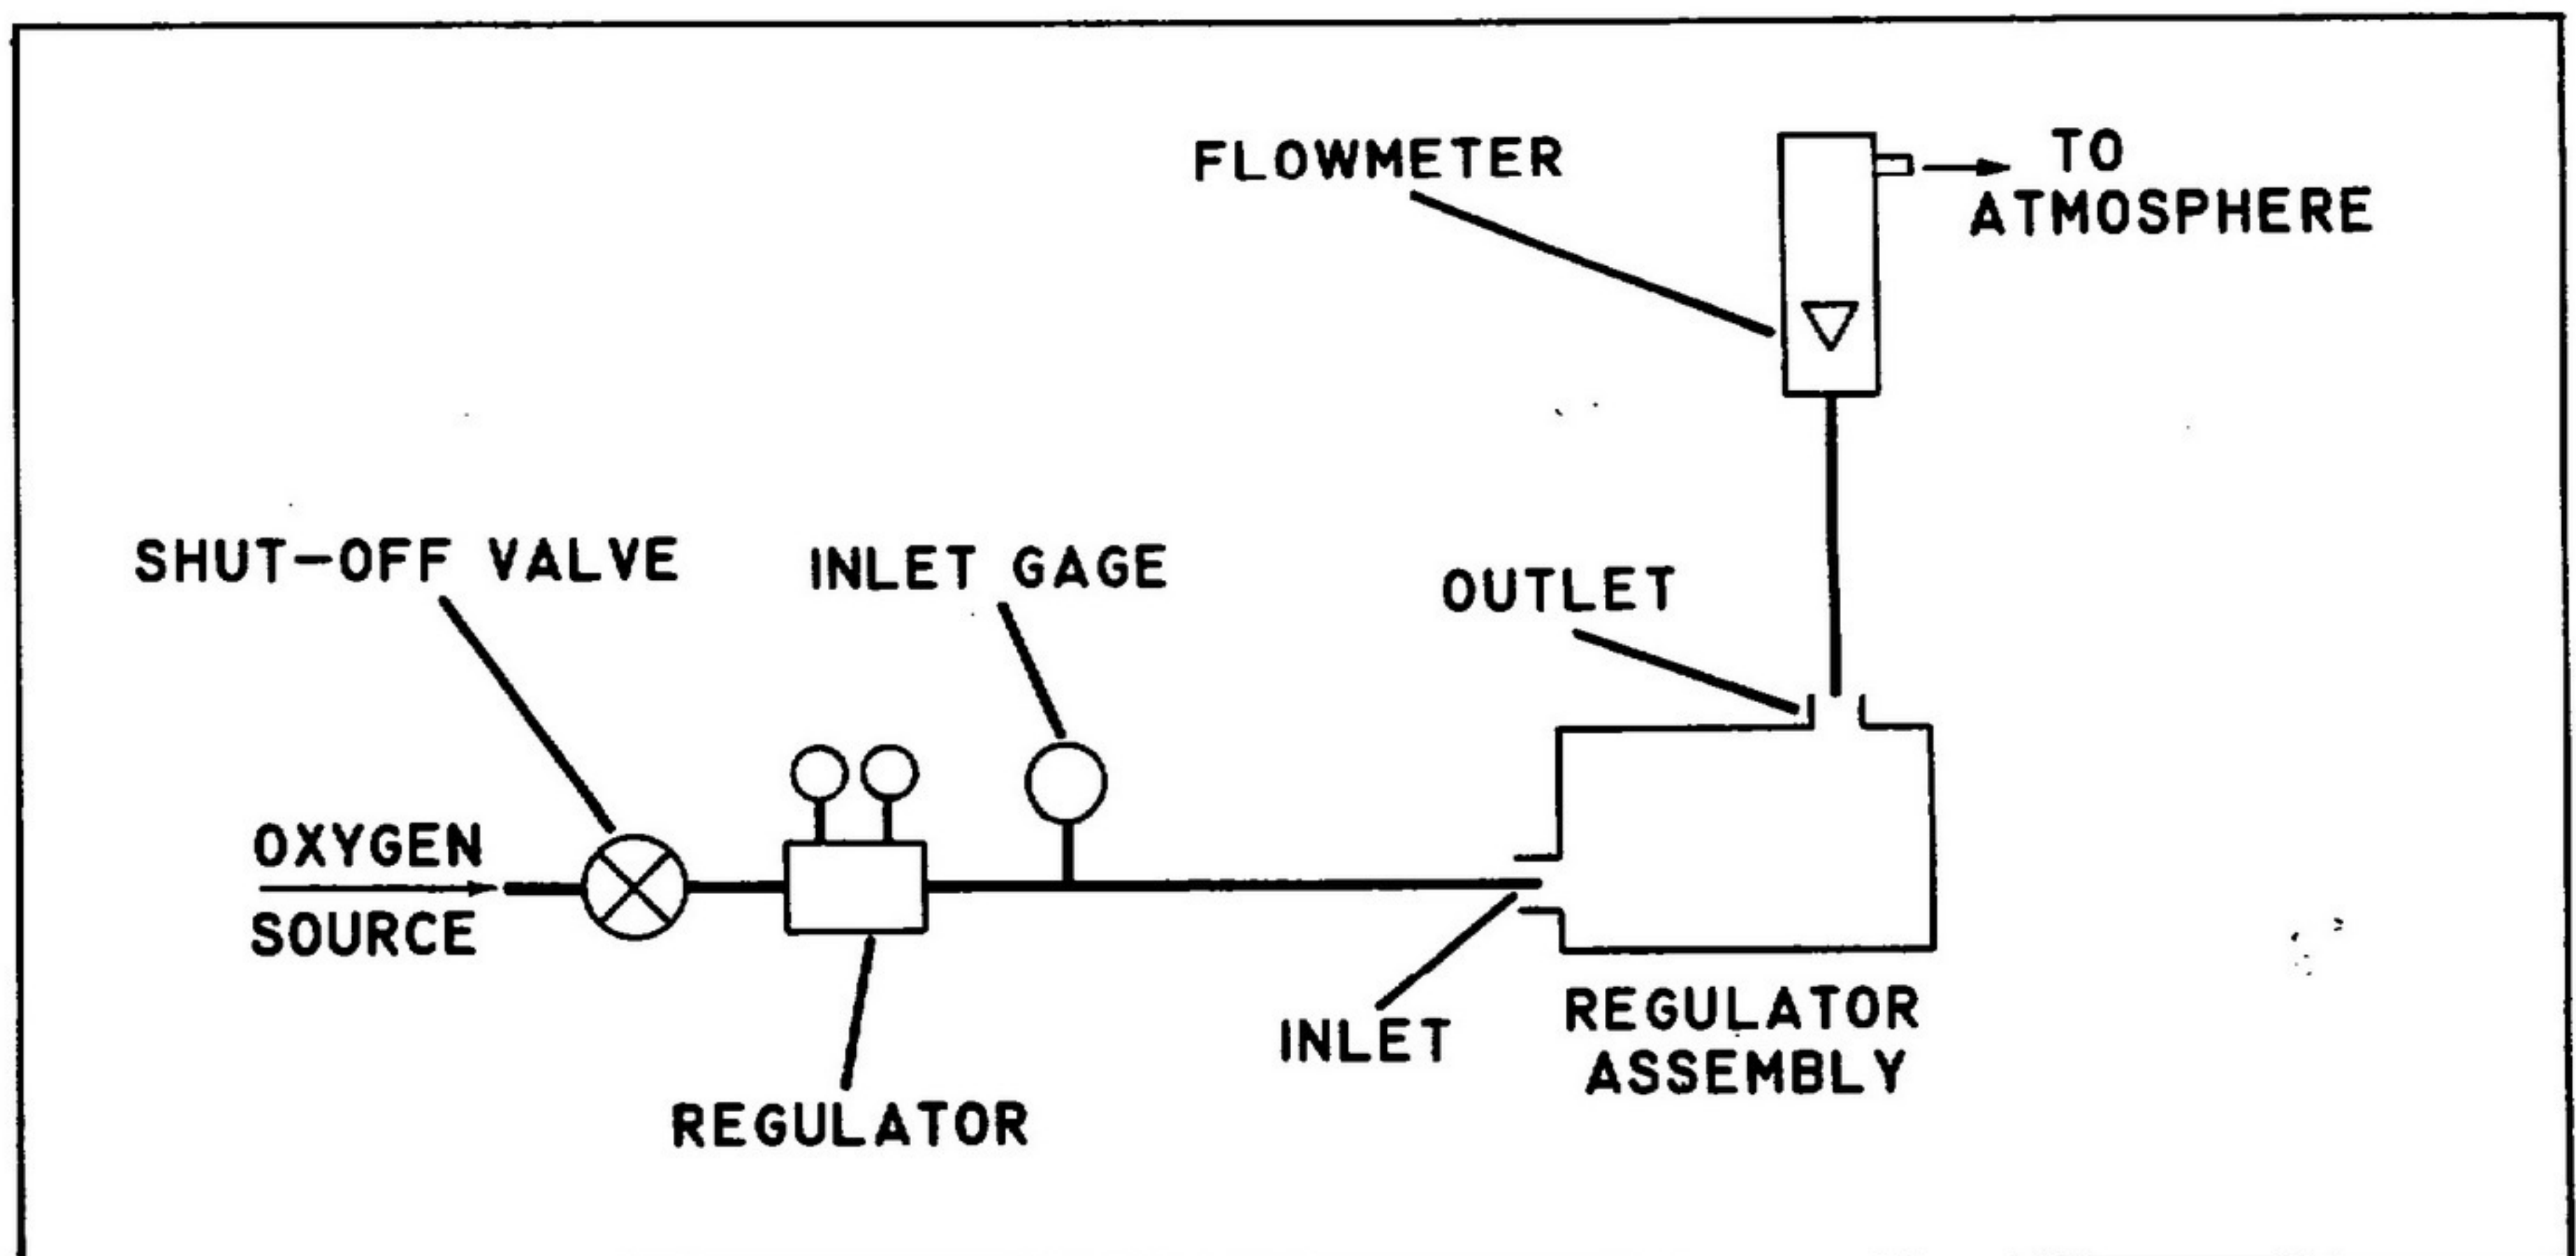 FLOWMETER
TO
ATMOSPHERE
SHUT-OFF VALVE
INLET GAGE
OUTLET
OXYGEN
SOURCE
INLET
REGULATOR
ASSEMBLY
REGULATOR